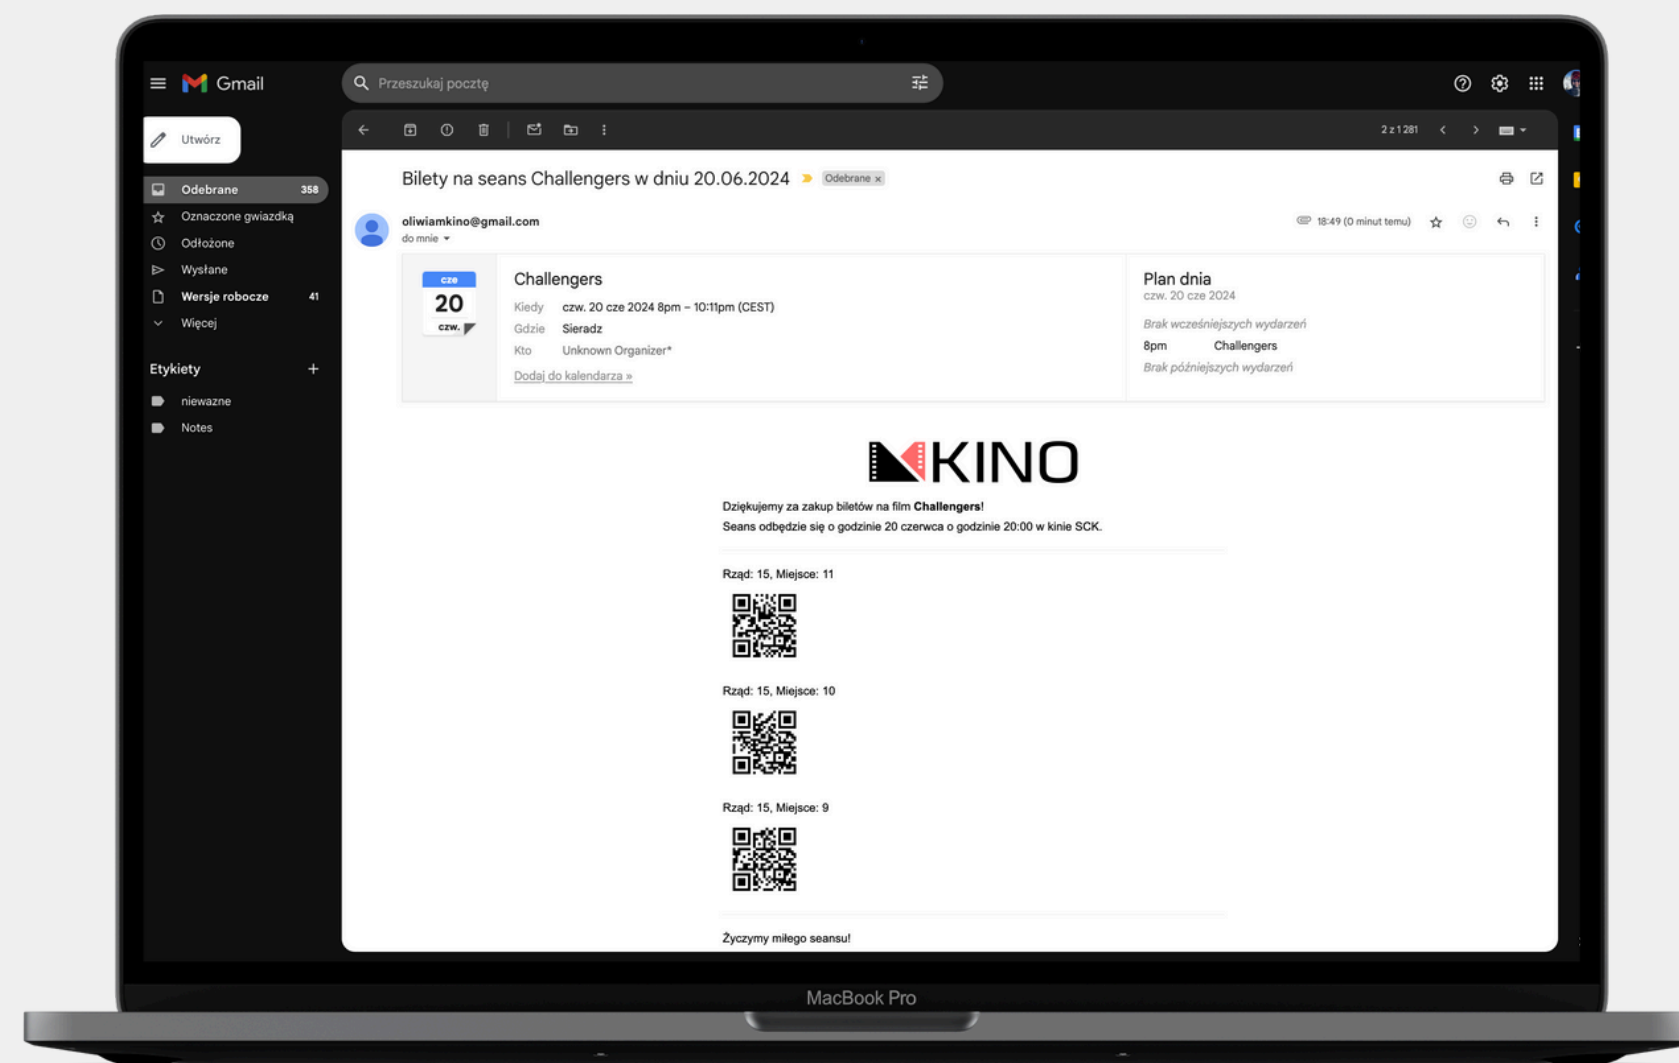 Gmail
Przeszukaj pocztę
Utwórz
2 z 1 281
Odebrane 358
Oznaczone gwiazdką
Odłożone
Wysłane
Wersje robocze 41
Więcej
Etykiety
niewazne
Notes
Bilety na seans Challengers w dniu 20.06.2024 Odebrane x
oliwiamkino@gmail.com
do mnie
18:49 (0 minut temu)
cze
20
czw.
Challengers
Kiedy czw. 20 cze 2024 8pm – 10:11pm (CEST)
Gdzie Sieradz
Kto Unknown Organizer*
Dodaj do kalendarza »
Plan dnia
czw. 20 cze 2024
Brak wcześniejszych wydarzeń
8pm Challengers
Brak późniejszych wydarzeń
KINO
Dziękujemy za zakup biletów na film Challengers!
Seans odbędzie się o godzinie 20 czerwca o godzinie 20:00 w kinie SCK.
Rząd: 15, Miejsce: 11
Rząd: 15, Miejsce: 10
Rząd: 15, Miejsce: 9
Życzymy miłego seansu!
MacBook Pro